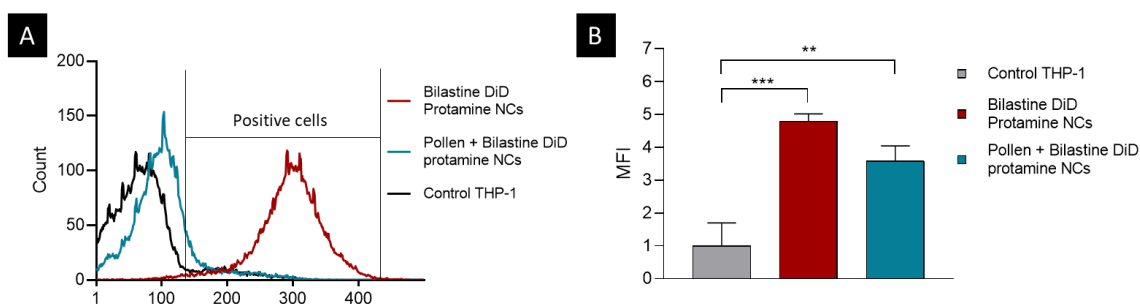 A
200
150
100
50
0
Count
1
100
200
300
400
Positive cells
Bilastine DiD
Protamine NCs
Pollen + Bilastine DiD
protamine NCs
Control THP-1
B
7
6
5
4
3
2
1
0
MFI
**
***
Control THP-1
Bilastine DiD
Protamine NCs
Pollen + Bilastine DiD
protamine NCs